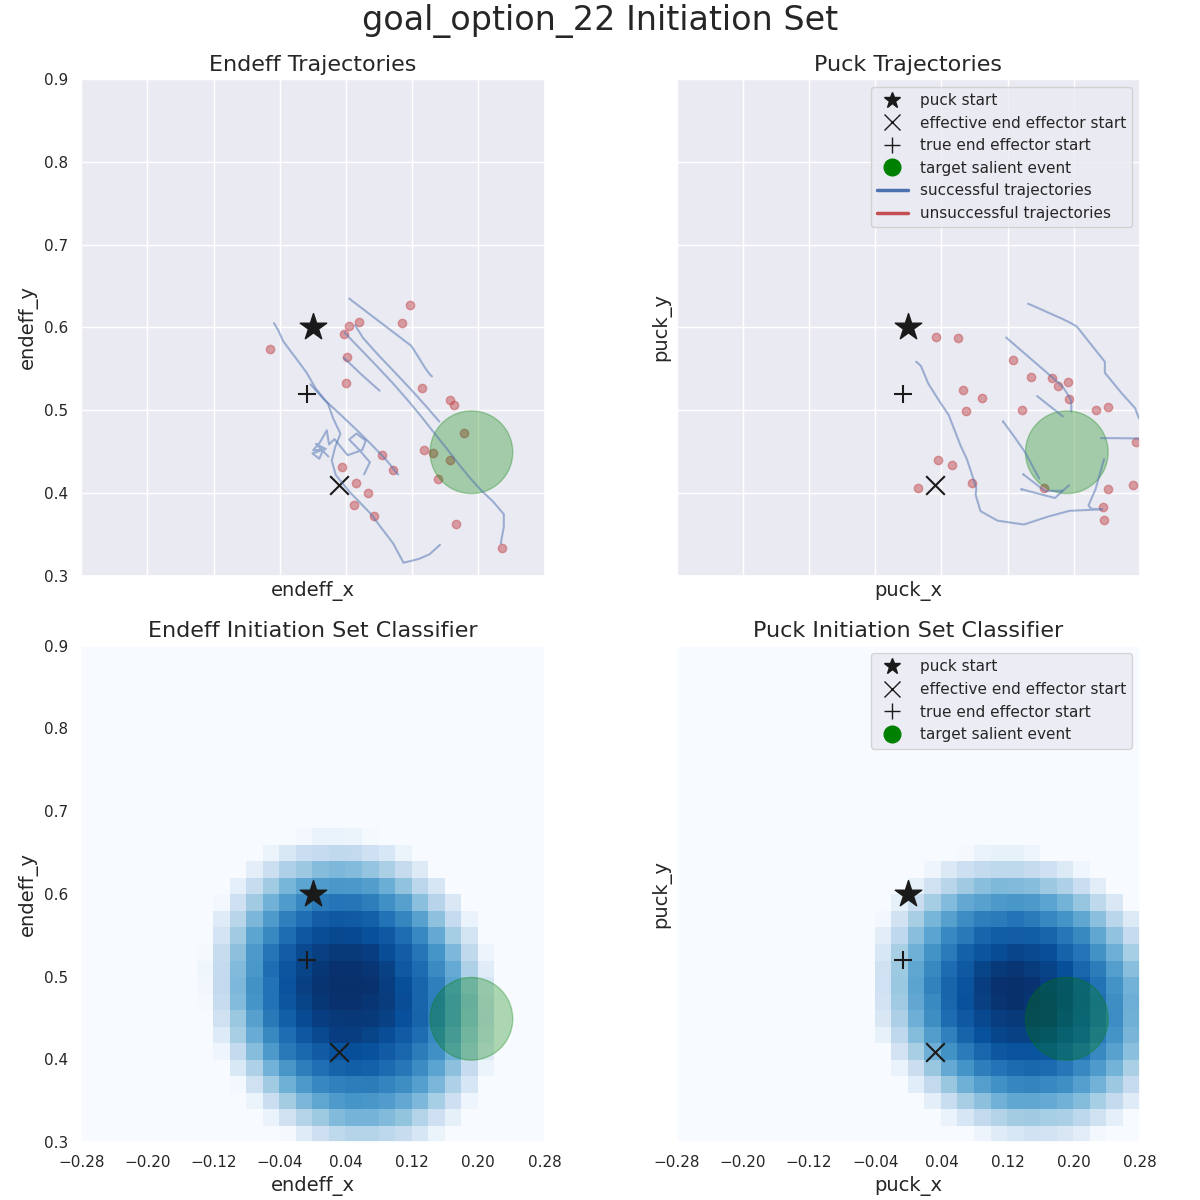 goal_option_22 Initiation Set
Endeff Trajectories
0.9
0.8
0.7
0.6
0.5
0.4
0.3
endeff_y
endeff_x
Puck Trajectories
puck start
effective end effector start
true end effector start
target salient event
successful trajectories
unsuccessful trajectories
puck_y
puck_x
Endeff Initiation Set Classifier
0.9
0.8
0.7
0.6
0.5
0.4
0.3
endeff_y
−0.28 −0.20 −0.12 −0.04 0.04 0.12 0.20 0.28
endeff_x
Puck Initiation Set Classifier
puck start
effective end effector start
true end effector start
target salient event
puck_y
−0.28 −0.20 −0.12 −0.04 0.04 0.12 0.20 0.28
puck_x